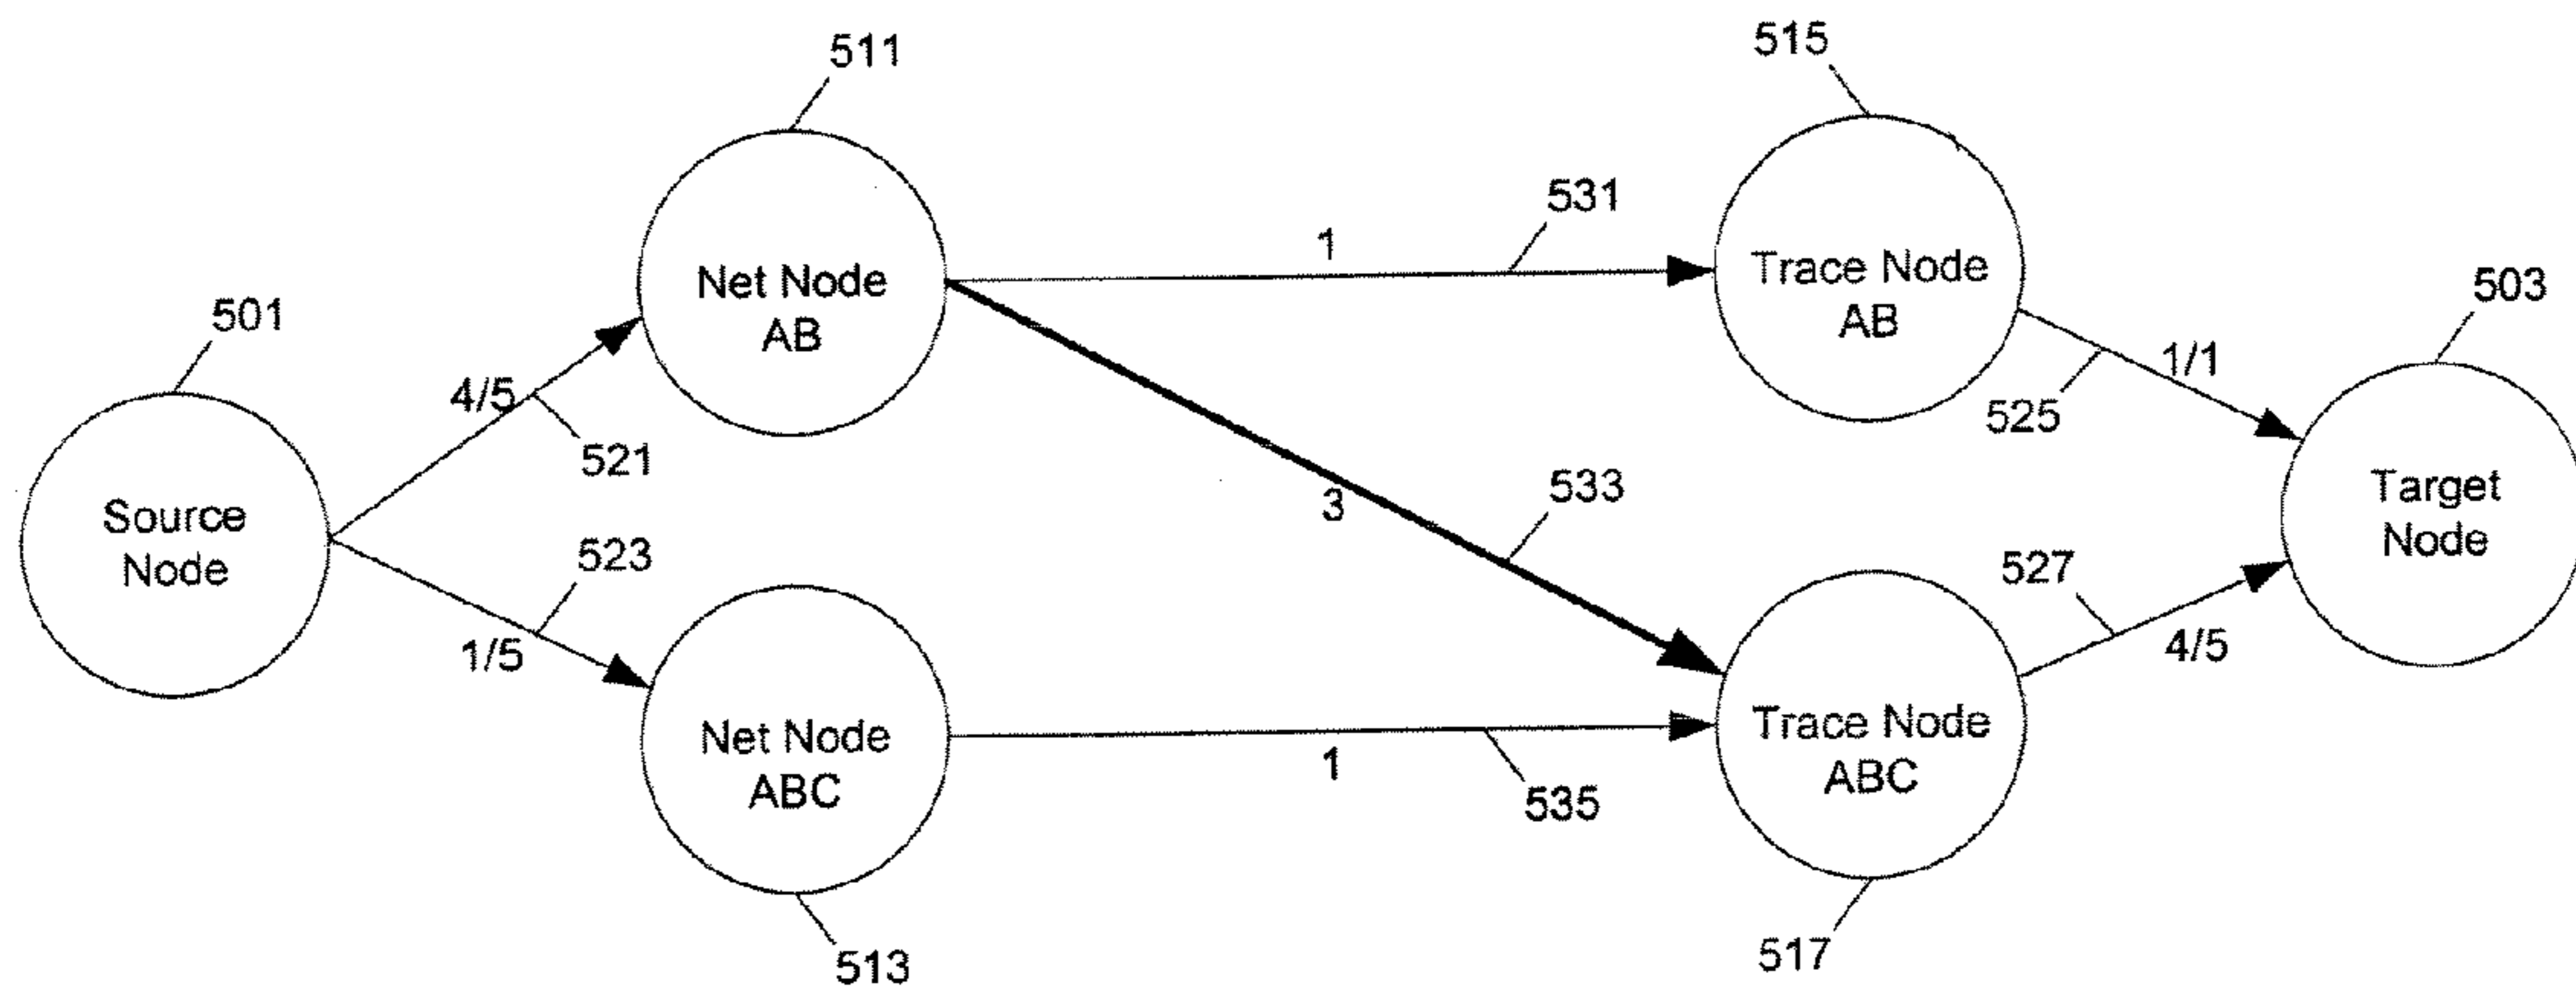 511
515
501
531
503
1
Net Node
AB
Trace Node
AB
4/5
521
1/1
525
Source
Node
523
1/5
3
533
Target
Node
527
4/5
Net Node
ABC
1
535
Trace Node
ABC
513
517